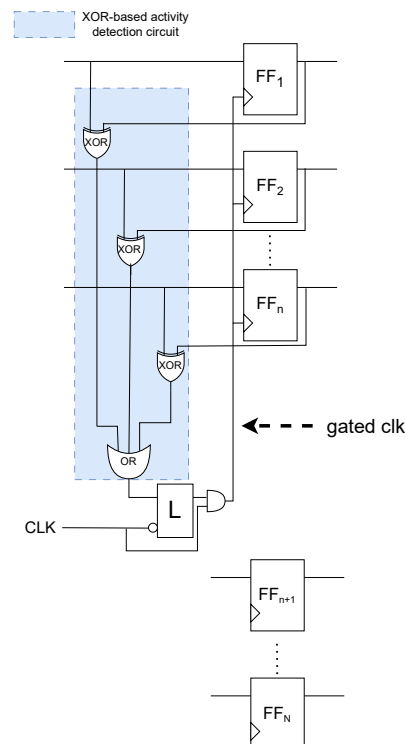 XOR-based activity
detection circuit
FF1
XOR
FF2
XOR
FFn
XOR
gated clk
OR
L
CLK
FFn+1
FFN